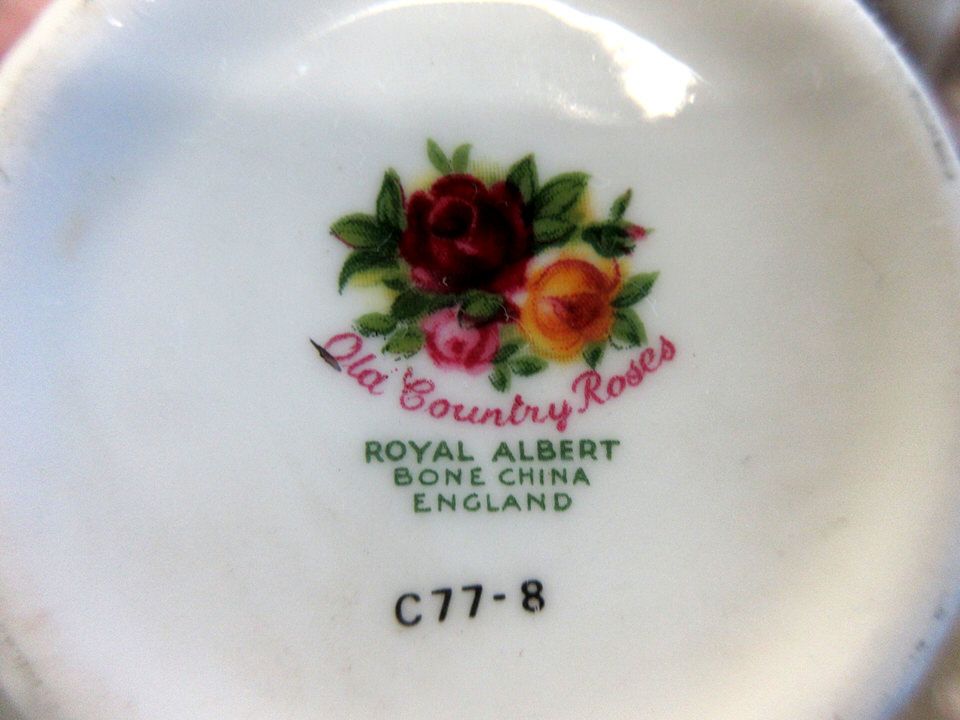 Old Country Roses
ROYAL ALBERT
BONE CHINA
ENGLAND
C77-8